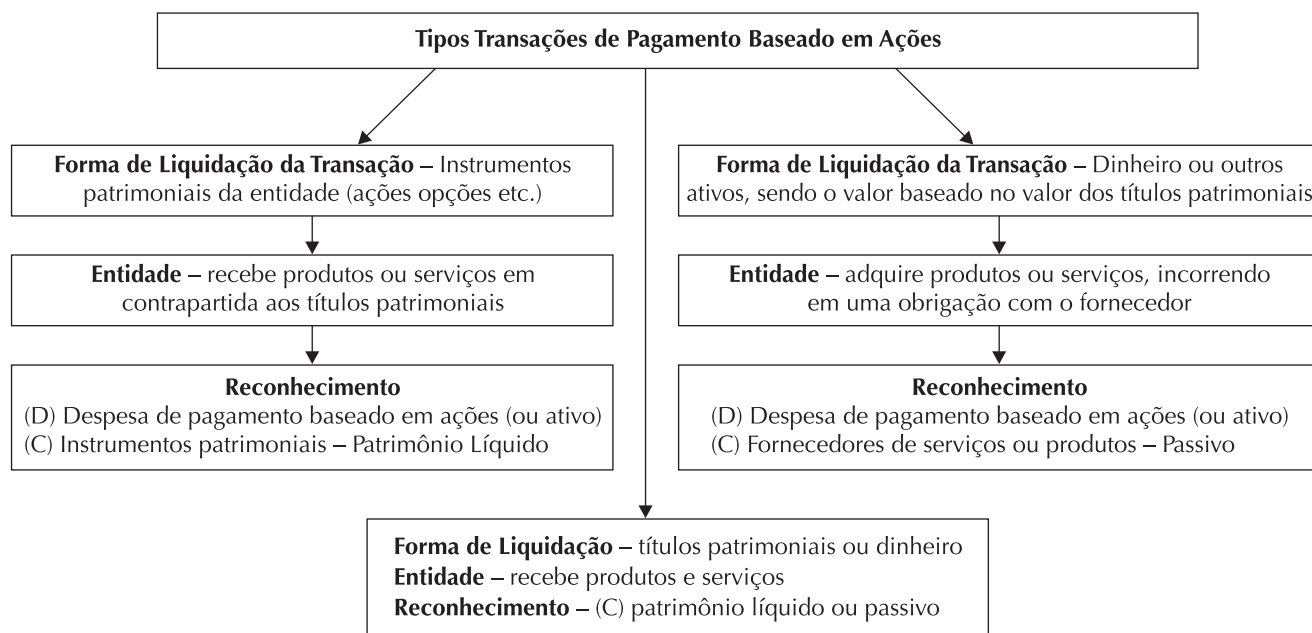 Tipos Transações de Pagamento Baseado em Ações
Forma de Liquidação da Transação – Instrumentos
patrimoniais da entidade (ações opções etc.)
Entidade – recebe produtos ou serviços em
contrapartida aos títulos patrimoniais
Reconhecimento
(D) Despesa de pagamento baseado em ações (ou ativo)
(C) Instrumentos patrimoniais – Patrimônio Líquido
Forma de Liquidação da Transação – Dinheiro ou outros
ativos, sendo o valor baseado no valor dos títulos patrimoniais
Entidade – adquire produtos ou serviços, incorrendo
em uma obrigação com o fornecedor
Reconhecimento
(D) Despesa de pagamento baseado em ações (ou ativo)
(C) Fornecedores de serviços ou produtos – Passivo
Forma de Liquidação – títulos patrimoniais ou dinheiro
Entidade – recebe produtos e serviços
Reconhecimento – (C) patrimônio líquido ou passivo